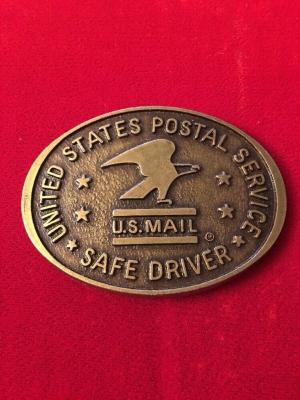 UNITED STATES POSTAL SERVICE
U.S.MAIL ®
SAFE DRIVER